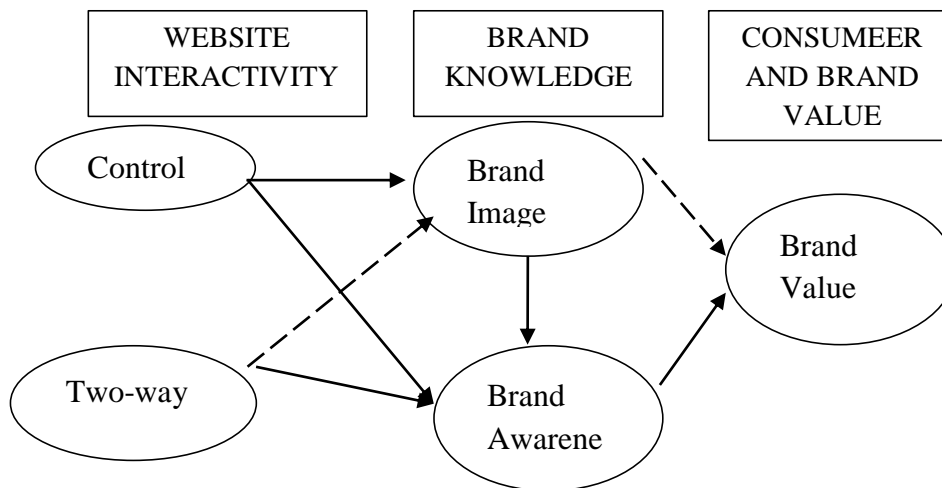 WEBSITE
INTERACTIVITY
BRAND
KNOWLEDGE
CONSUMEER
AND BRAND
VALUE
Control
Brand
Image
Brand
Value
Two-way
Brand
Awarene